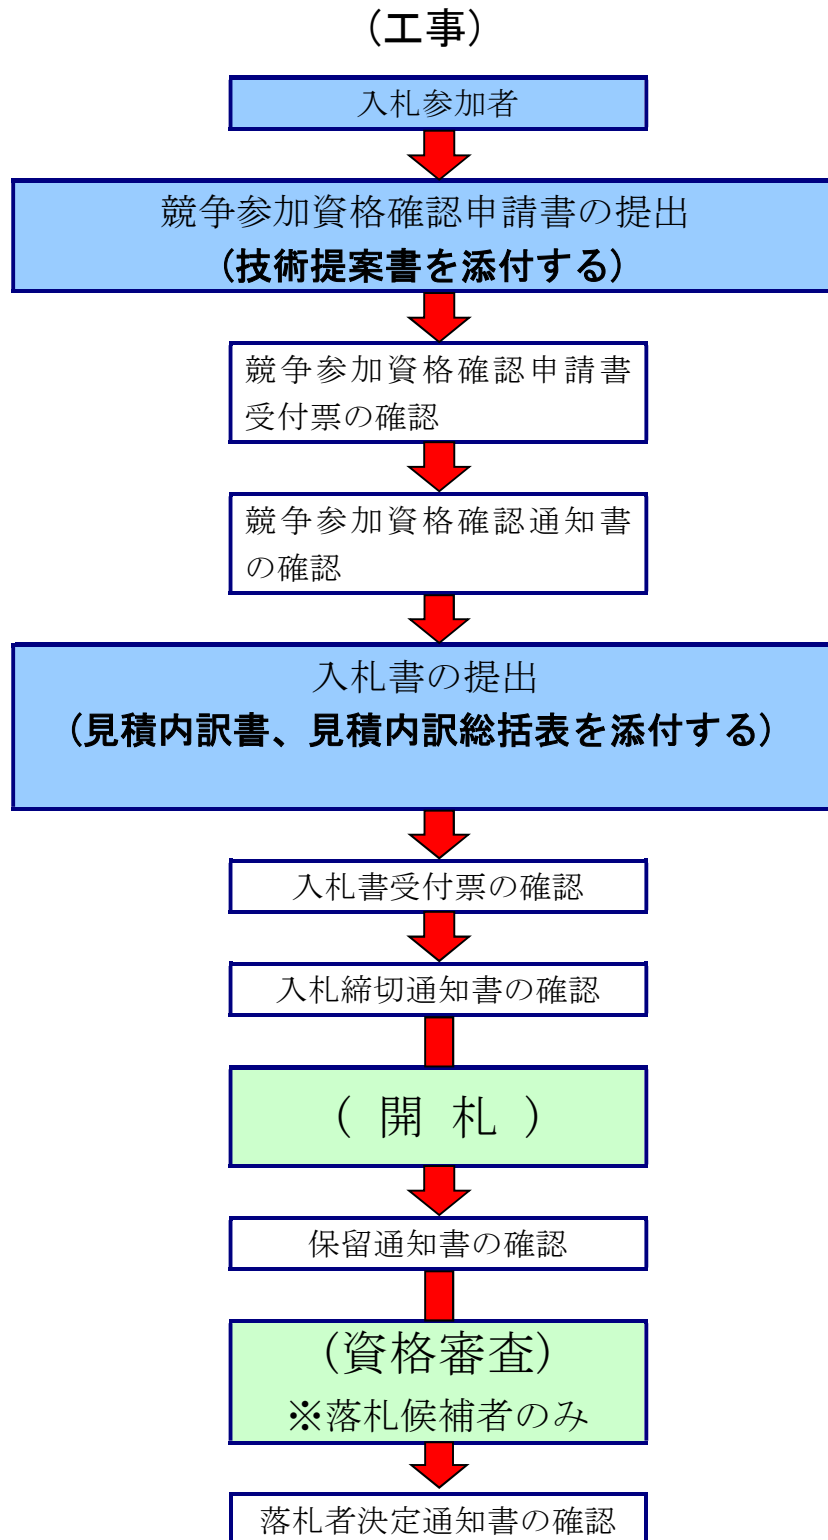 （工事）
入札参加者
競争参加資格確認申請書の提出
（技術提案書を添付する）
競争参加資格確認申請書
受付票の確認
競争参加資格確認通知書
の確認
入札書の提出
（見積内訳書、見積内訳総括表を添付する）
入札書受付票の確認
入札締切通知書の確認
（ 開 札 ）
保留通知書の確認
（資格審査）
※落札候補者のみ
落札者決定通知書の確認